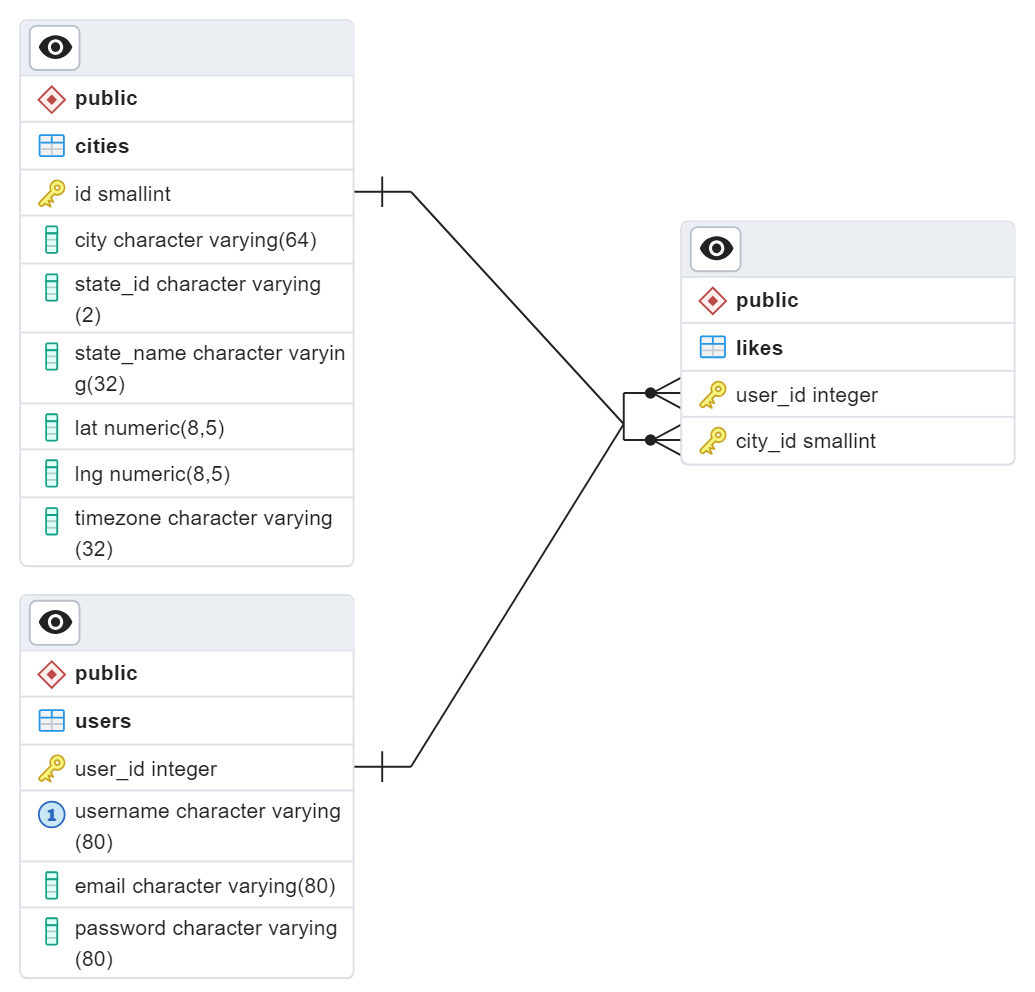 public
cities
id smallint
city character varying(64)
state_id character varying
(2)
state_name character varyin
g(32)
lat numeric(8,5)
lng numeric(8,5)
timezone character varying
(32)
public
users
user_id integer
1
username character varying
(80)
email character varying(80)
password character varying
(80)
public
likes
user_id integer
city_id smallint